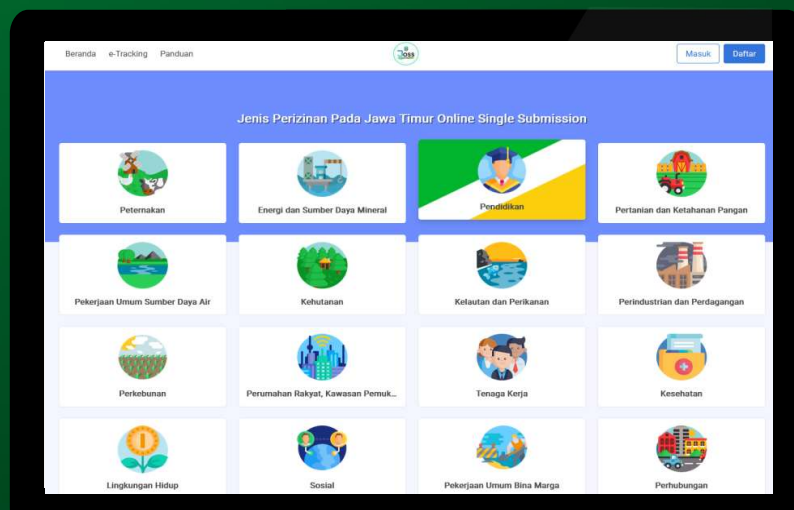 Beranda e-Tracking Panduan JOSS Masuk Daftar
Jenis Perizinan Pada Jawa Timur Online Single Submission
Peternakan Energi dan Sumber Daya Mineral Pendidikan Pertanian dan Ketahanan Pangan
Pekerjaan Umum Sumber Daya Air Kehutanan Kelautan dan Perikanan Perindustrian dan Perdagangan
Perkebunan Perumahan Rakyat, Kawasan Pemuk... Tenaga Kerja Kesehatan
Lingkungan Hidup Sosial Pekerjaan Umum Bina Marga Perhubungan